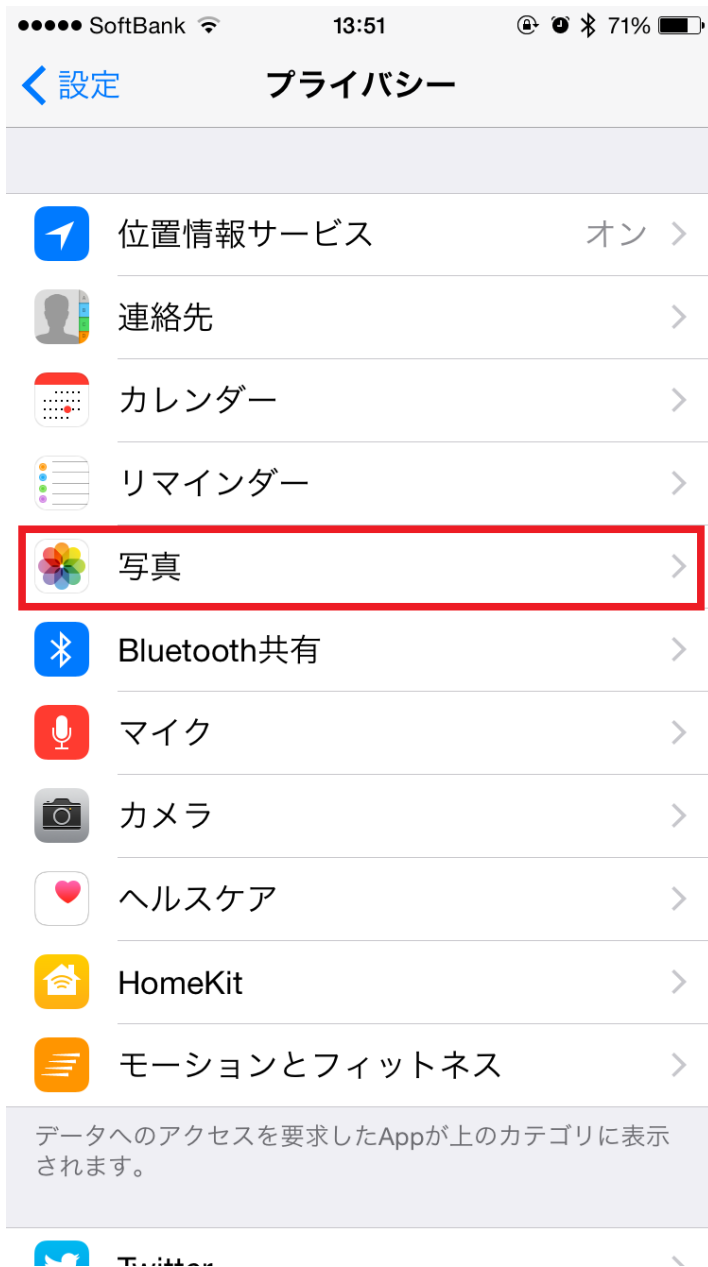 SoftBank 13:51 71%
設定 プライバシー
位置情報サービス オン
連絡先
カレンダー
リマインダー
写真
Bluetooth共有
マイク
カメラ
ヘルスケア
HomeKit
モーションとフィットネス
データへのアクセスを要求したAppが上のカテゴリに表示
されます。
Twitter